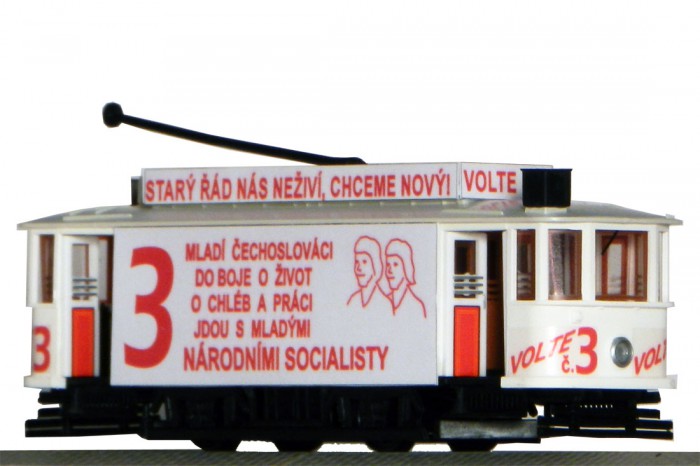 STARÝ ŘÁD NÁS NEŽIVÍ, CHCEME NOVÝ!
VOLTE
3
MLADÍ ČECHOSLOVÁCI
DO BOJE O ŽIVOT
O CHLÉB A PRÁCI
JDOU S MLADÝMI
NÁRODNÍMI SOCIALISTY
3
VOLTE
č.3
VOLT